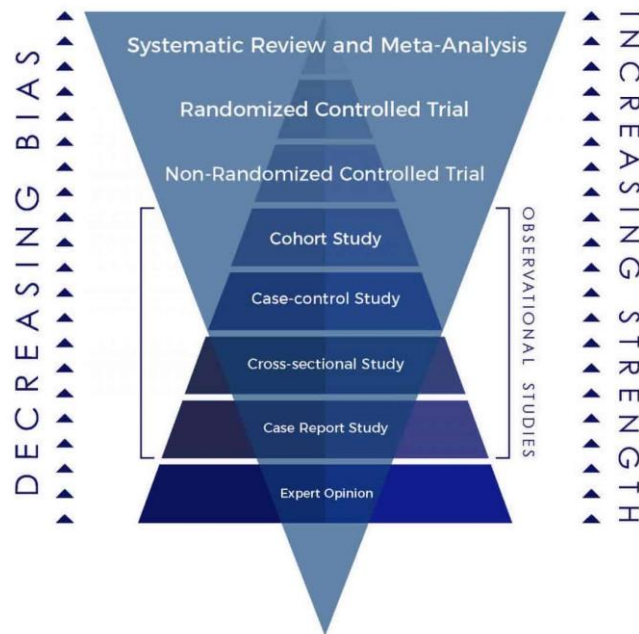 DECREASING BIAS
Systematic Review and Meta-Analysis
Randomized Controlled Trial
Non-Randomized Controlled Trial
Cohort Study
Case-control Study
Cross-sectional Study
Case Report Study
Expert Opinion
OBSERVATIONAL STUDIES
INCREASING STRENGTH